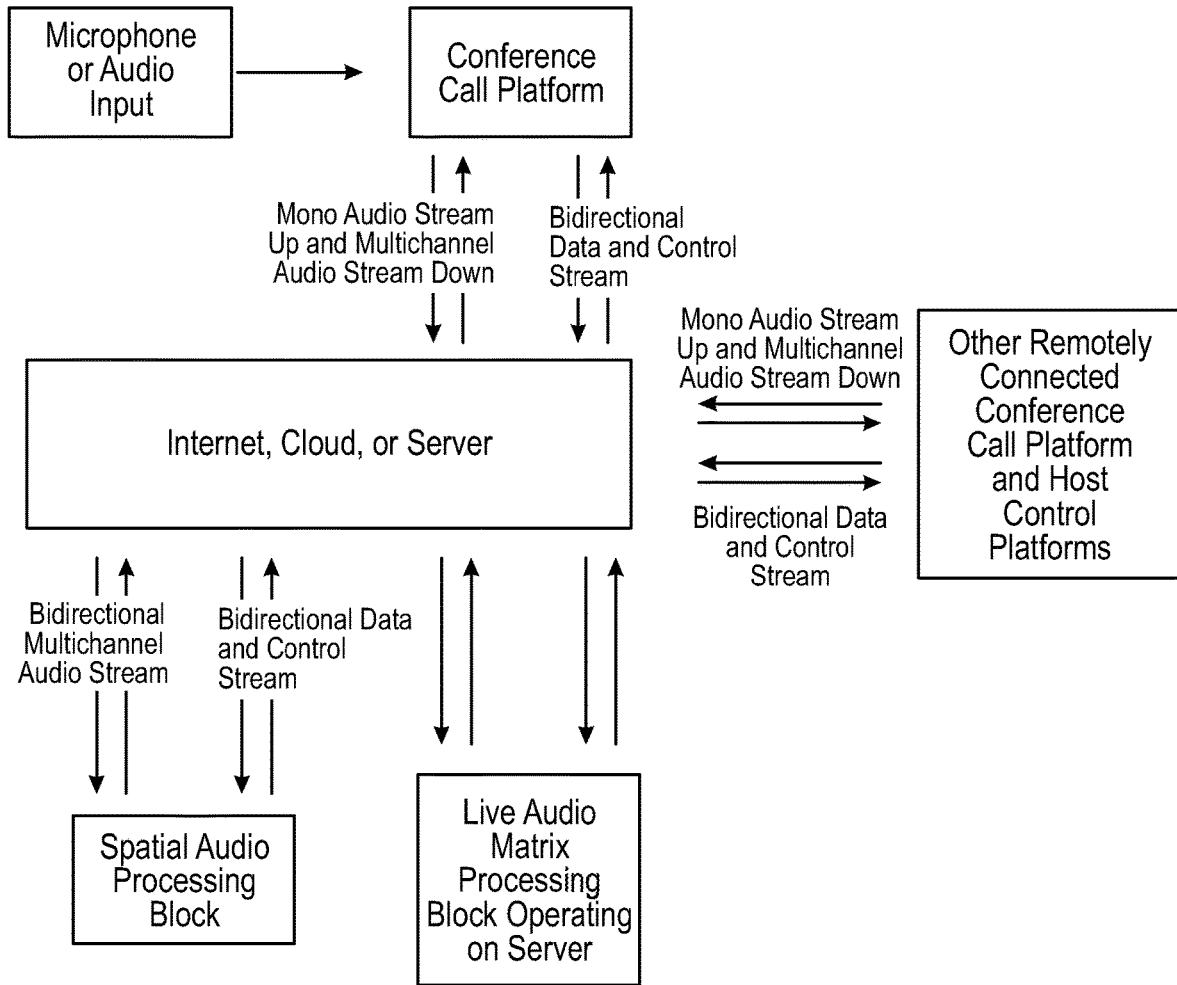 Microphone
or Audio
Input
Conference
Call Platform
Mono Audio Stream
Up and Multichannel
Audio Stream Down
Bidirectional
Data and Control
Stream
Internet, Cloud, or Server
Mono Audio Stream
Up and Multichannel
Audio Stream Down
Bidirectional Data
and Control
Stream
Other Remotely
Connected
Conference
Call Platform
and Host
Control
Platforms
Bidirectional
Multichannel
Audio Stream
Bidirectional Data
and Control
Stream
Spatial Audio
Processing
Block
Live Audio
Matrix
Processing
Block Operating
on Server